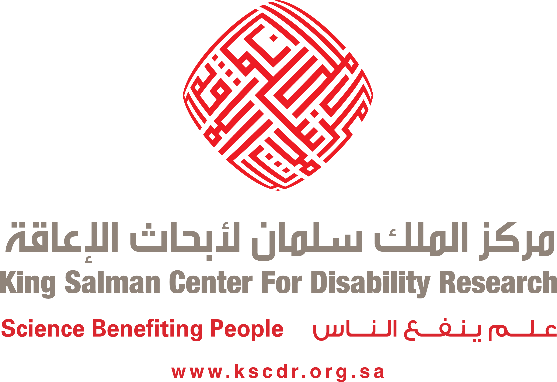 مركز الملك سلمان لأبحاث الإعاقة
King Salman Center For Disability Research
Science Benefiting People علم ينفع الناس
www.kscdr.org.sa